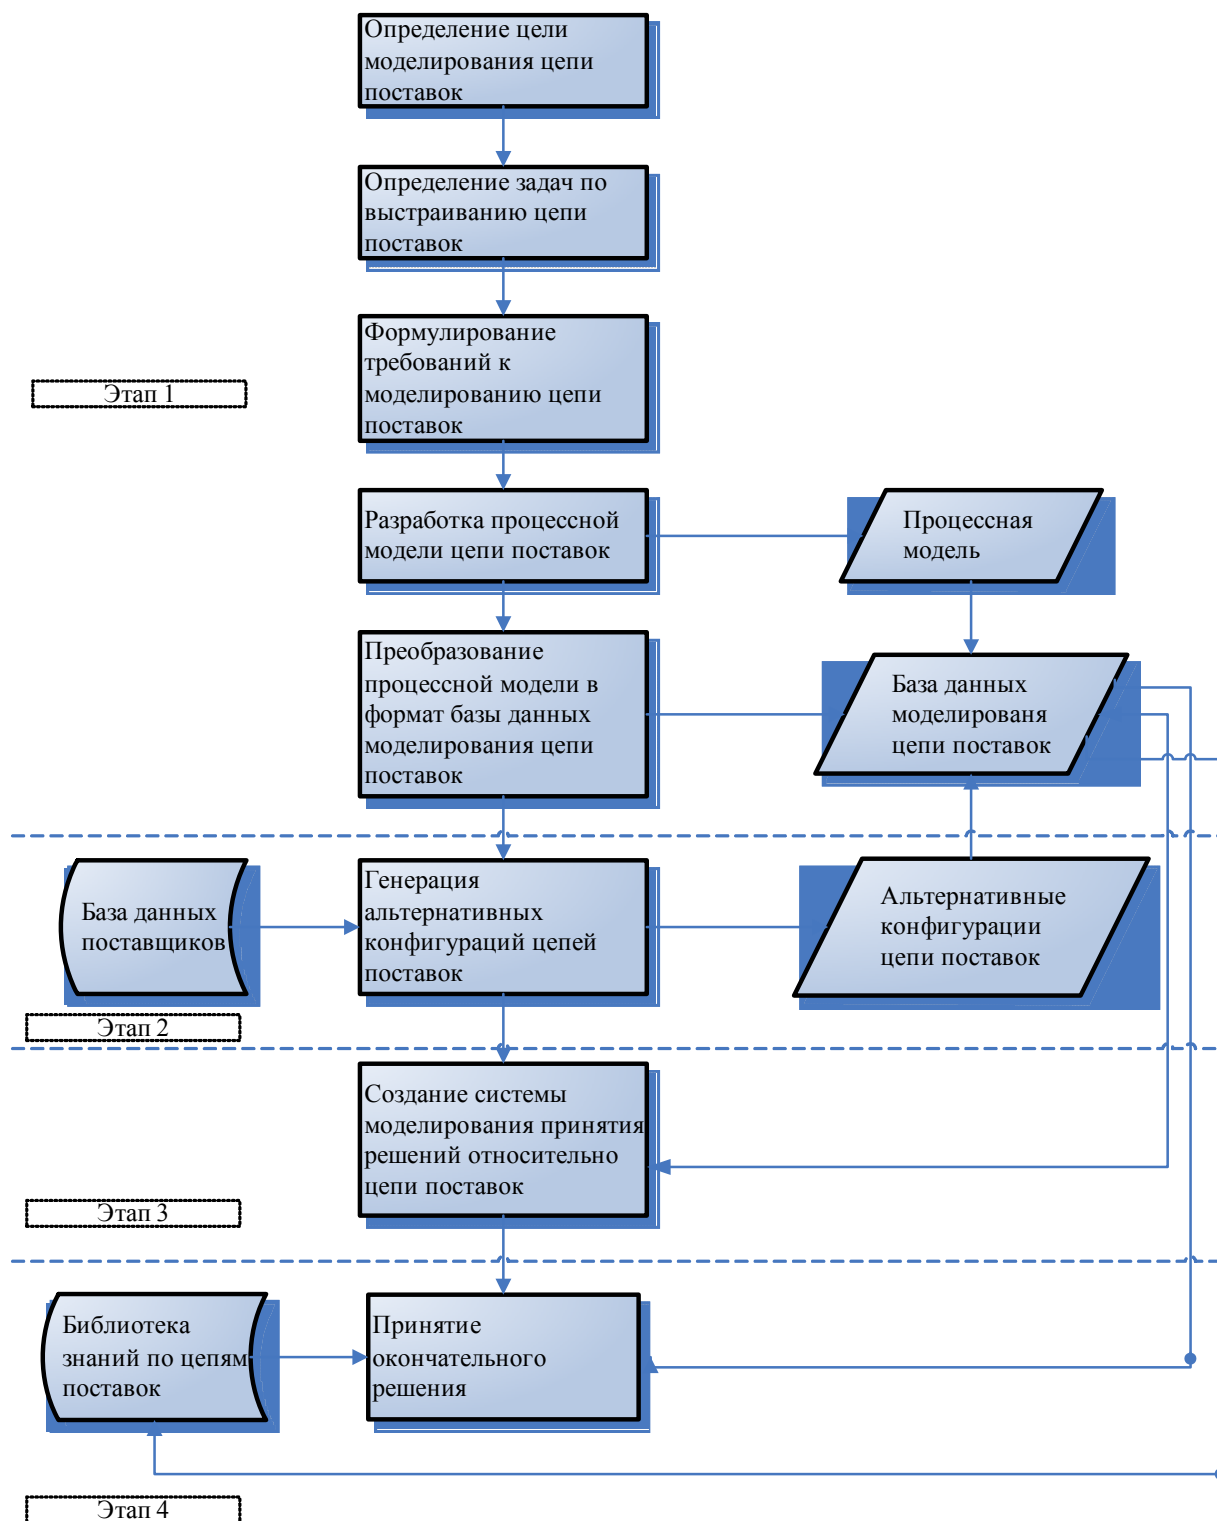 Определение цели
моделирования цепи
поставок
Определение задач по
выстраиванию цепи
поставок
Формулирование
требований к
моделированию цепи
поставок
Этап 1
Разработка процессной
модели цепи поставок
Процессная
модель
Преобразование
процессной модели в
формат базы данных
моделирования цепи
поставок
База данных
моделированя
цепи поставок
База данных
поставщиков
Генерация
альтернативных
конфигураций цепей
поставок
Альтернативные
конфигурации
цепи поставок
Этап 2
Создание системы
моделирования принятия
решений относительно
цепи поставок
Этап 3
Библиотека
знаний по цепям
поставок
Принятие
окончательного
решения
Этап 4